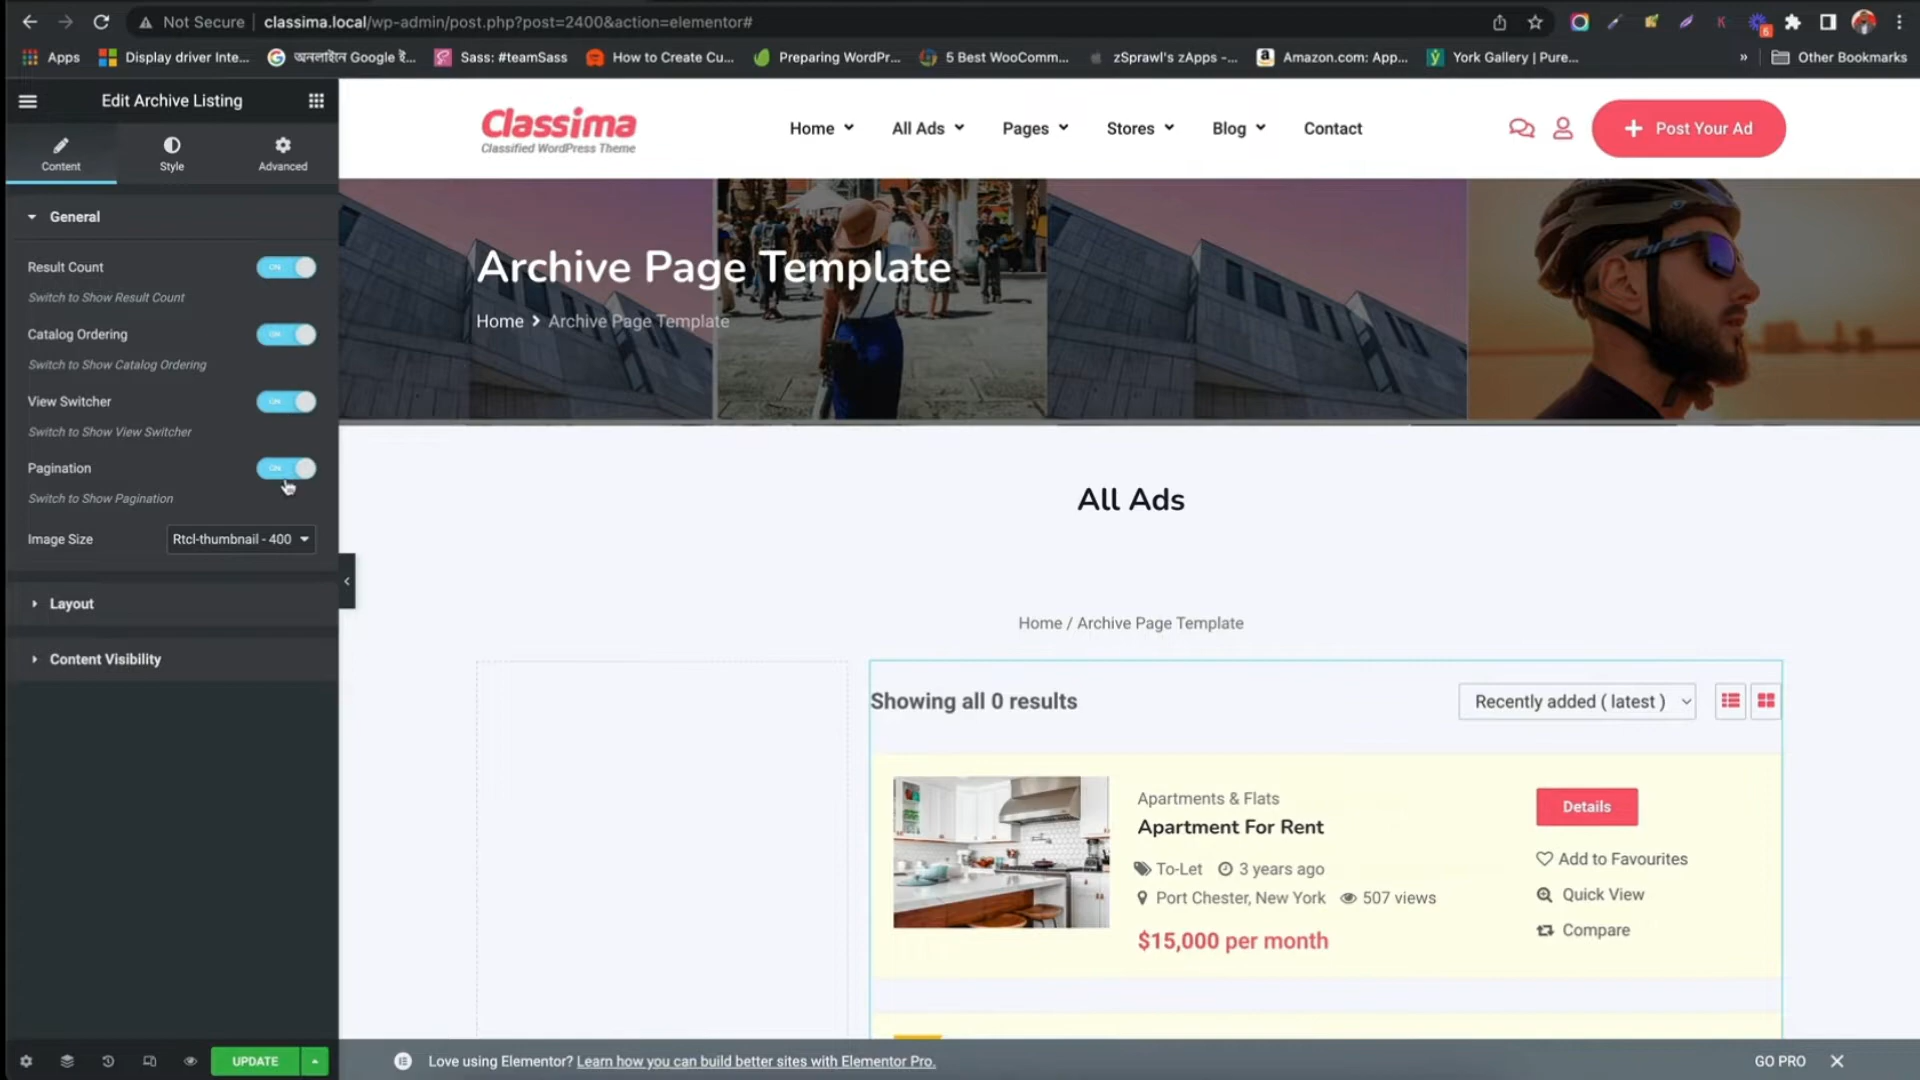 Not Secure | classima.local/wp-admin/post.php?post=2400&action=elementor#
6
Apps
Display driver Inte...
অনলাইনে Google ই...
Sass: #teamSass
How to Create Cu...
Preparing WordPr...
5 Best WooComm...
zSprawl's zApps -...
Amazon.com: App...
York Gallery | Pure...
»
Other Bookmarks
Edit Archive Listing
Content
Style
Advanced
General
Result Count
ON
Switch to Show Result Count
Catalog Ordering
ON
Switch to Show Catalog Ordering
View Switcher
ON
Switch to Show View Switcher
Pagination
ON
Switch to Show Pagination
Image Size
Rtcl-thumbnail - 400
Layout
Content Visibility
UPDATE
Classima
Classified WordPress Theme
Home
All Ads
Pages
Stores
Blog
Contact
Post Your Ad
Archive Page Template
Home > Archive Page Template
All Ads
Home / Archive Page Template
Showing all 0 results
Recently added ( latest )
Apartments & Flats
Apartment For Rent
To-Let
3 years ago
Port Chester, New York
507 views
$15,000 per month
Details
Add to Favourites
Quick View
Compare
Love using Elementor? Learn how you can build better sites with Elementor Pro.
GO PRO